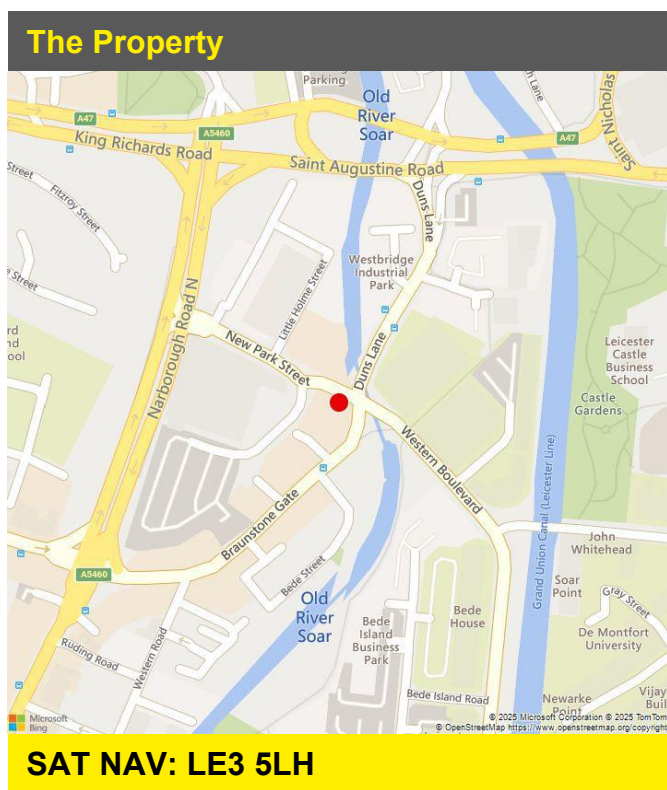 The Property
Parking
Old
River
Soar
A47
A5460
King Richards Road
Saint Augustine Road
A47
Saint Nicholas
Street
Fitzroy Street
Duns Lane
Westbridge
Industrial
Park
Little Holme Street
Narborough Road N
New Park Street
Duns Lane
Leicester
Castle
Business
School
Castle
Gardens
Western Boulevard
Grand Union Canal (Leicester Line)
Braunstone Gate
A5460
Bede Street
Old
River
Soar
John
Whitehead
Soar
Point
Gray Street
De Montfort
University
Bede
House
Bede
Island
Business
Park
Western Road
Ruding Road
Bede Island Road
Newarke
Point
Microsoft
Bing
© 2025 Microsoft Corporation © 2025 TomTom
© OpenStreetMap https://www.openstreetmap.org/copyright
SAT NAV: LE3 5LH